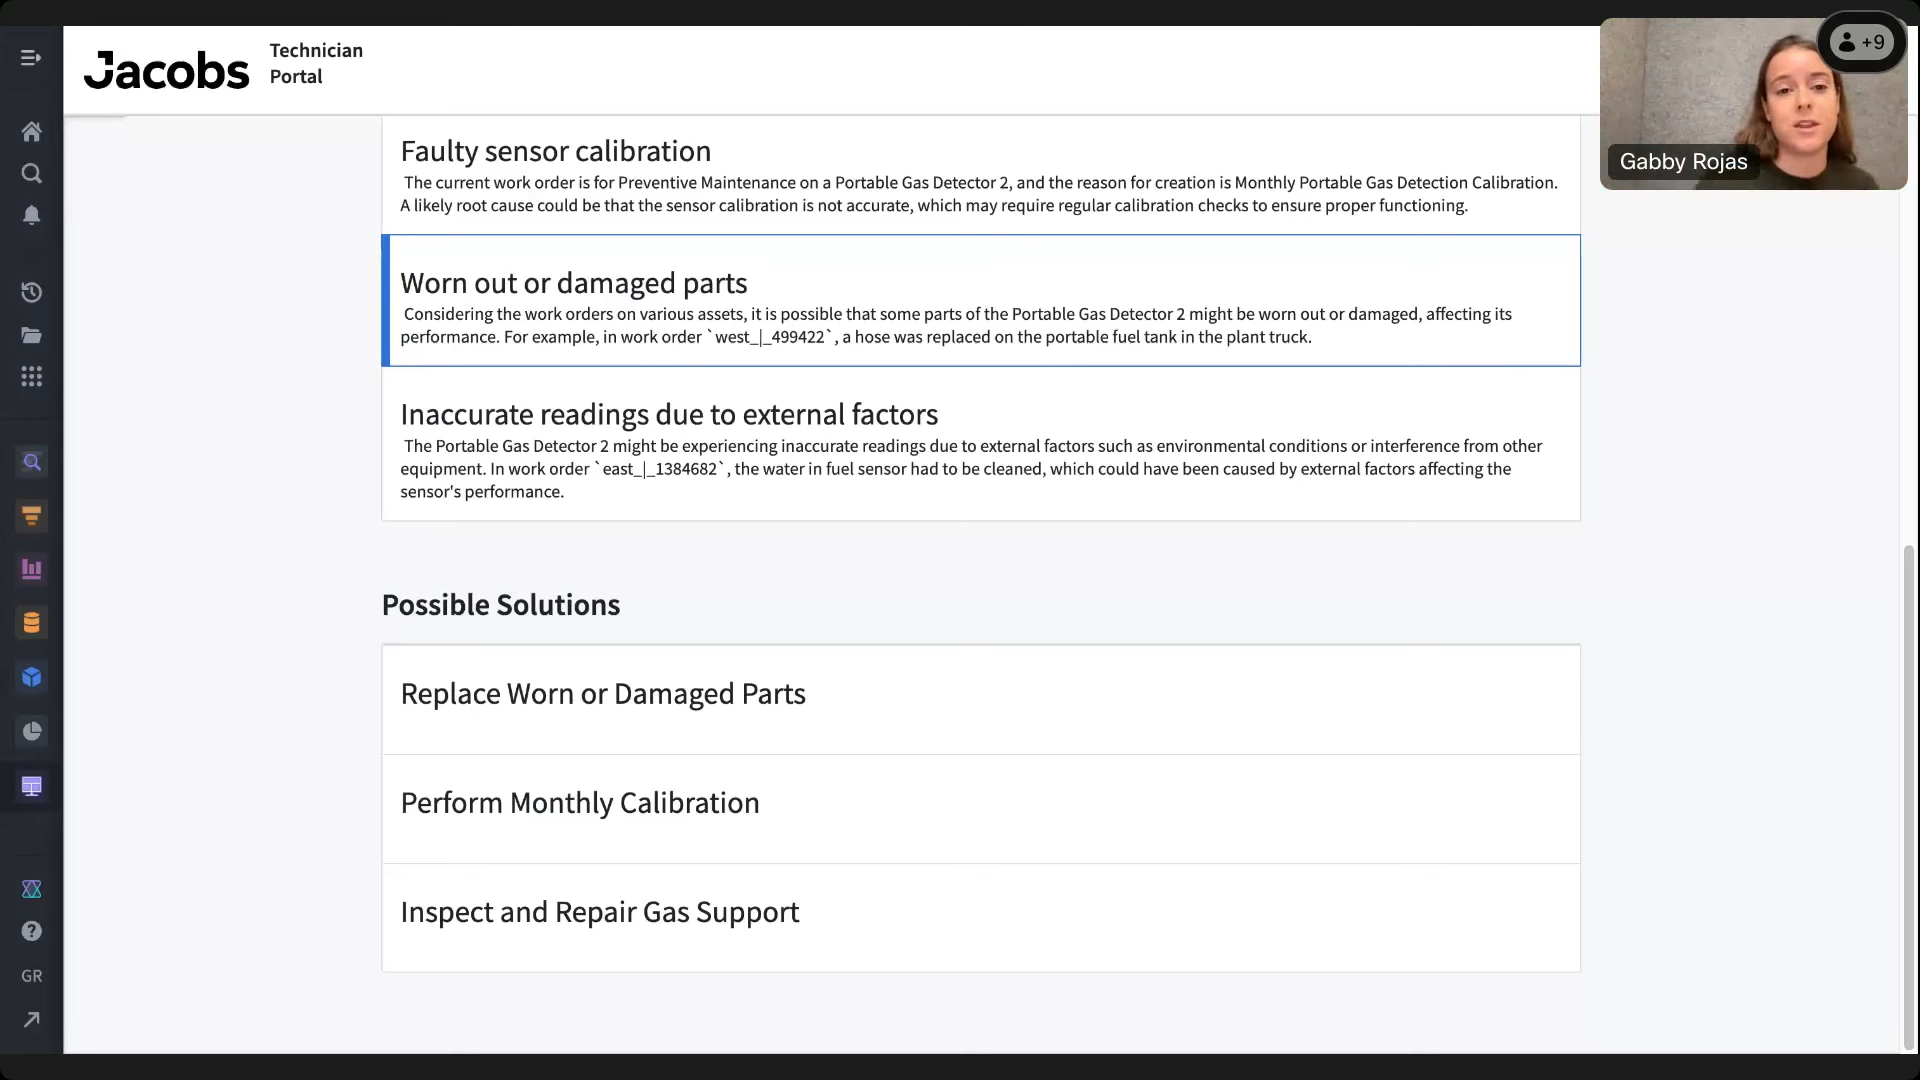 Jacobs
Technician
Portal
+9
Gabby Rojas
Faulty sensor calibration
The current work order is for Preventive Maintenance on a Portable Gas Detector 2, and the reason for creation is Monthly Portable Gas Detection Calibration.
A likely root cause could be that the sensor calibration is not accurate, which may require regular calibration checks to ensure proper functioning.
Worn out or damaged parts
Considering the work orders on various assets, it is possible that some parts of the Portable Gas Detector 2 might be worn out or damaged, affecting its
performance. For example, in work order `west_|_499422`, a hose was replaced on the portable fuel tank in the plant truck.
Inaccurate readings due to external factors
The Portable Gas Detector 2 might be experiencing inaccurate readings due to external factors such as environmental conditions or interference from other
equipment. In work order `east_|_1384682`, the water in fuel sensor had to be cleaned, which could have been caused by external factors affecting the
sensor's performance.
Possible Solutions
Replace Worn or Damaged Parts
Perform Monthly Calibration
Inspect and Repair Gas Support
GR